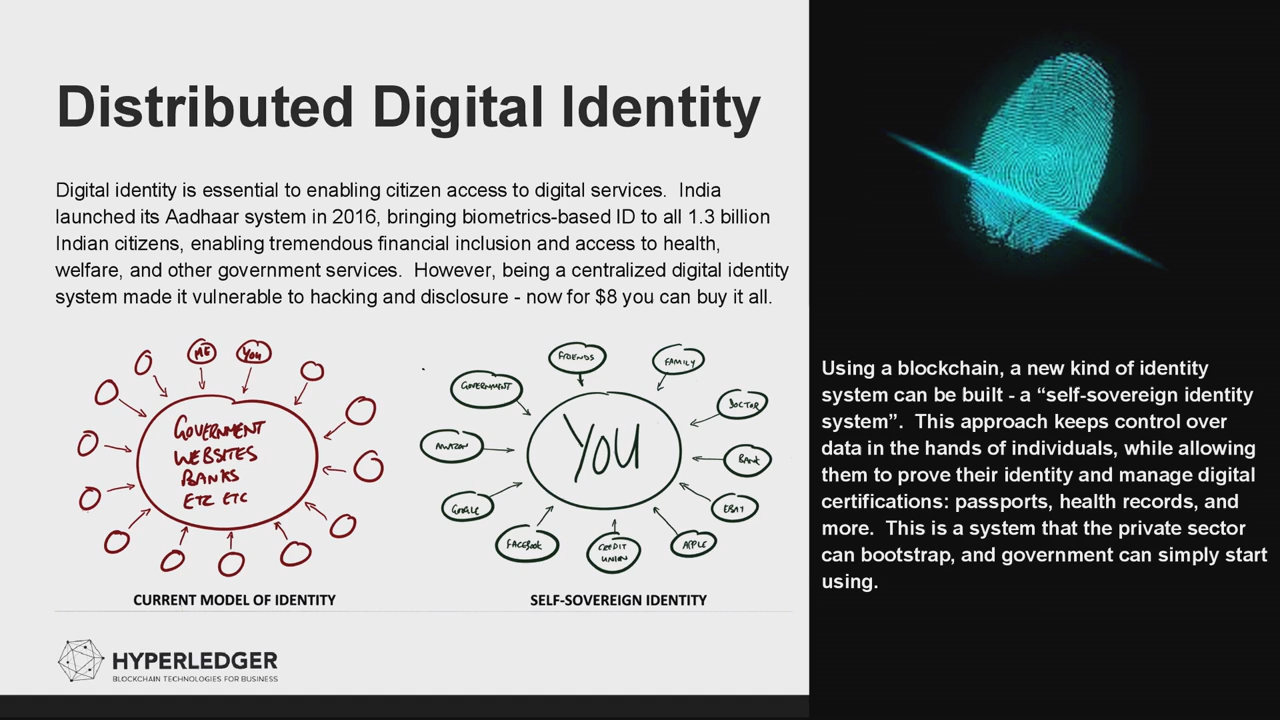 Distributed Digital Identity
Digital identity is essential to enabling citizen access to digital services.  India
launched its Aadhaar system in 2016, bringing biometrics-based ID to all 1.3 billion
Indian citizens, enabling tremendous financial inclusion and access to health,
welfare, and other government services.  However, being a centralized digital identity
system made it vulnerable to hacking and disclosure - now for $8 you can buy it all.
ME
YOU
GOVERNMENT
WEBSITES
BANKS
ETC ETC
CURRENT MODEL OF IDENTITY
FRIENDS
FAMILY
GOVERNMENT
DOCTOR
AMAZON
YOU
BANK
GOOGLE
EBAY
FACEBOOK
CREDIT
UNION
APPLE
SELF-SOVEREIGN IDENTITY
HYPERLEDGER
BLOCKCHAIN TECHNOLOGIES FOR BUSINESS
Using a blockchain, a new kind of identity
system can be built - a “self-sovereign identity
system”.  This approach keeps control over
data in the hands of individuals, while allowing
them to prove their identity and manage digital
certifications: passports, health records, and
more.  This is a system that the private sector
can bootstrap, and government can simply start
using.